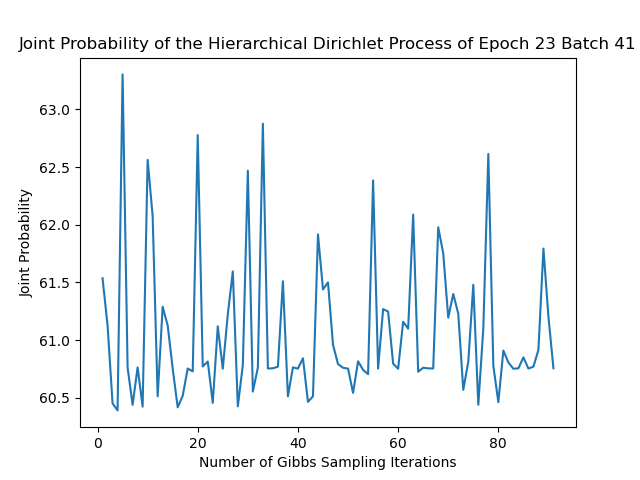 Joint Probability of the Hierarchical Dirichlet Process of Epoch 23 Batch 41
63.0
62.5
62.0
61.5
61.0
60.5
Joint Probability
0 20 40 60 80
Number of Gibbs Sampling Iterations